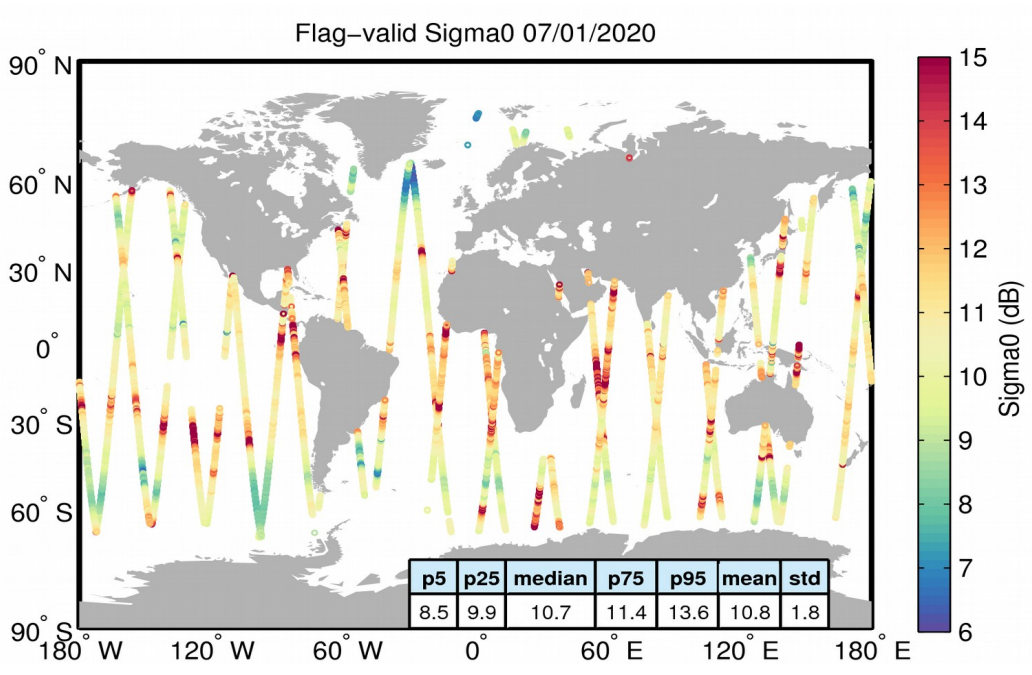 Flag−valid Sigma0 07/01/2020
90° N
60° N
30° N
0°
30° S
60° S
90° S
180° W
120° W
60° W
0°
60° E
120° E
180° E
p5 p25 median p75 p95 mean std
8.5 9.9 10.7 11.4 13.6 10.8 1.8
15
14
13
12
11
10
9
8
7
6
Sigma0 (dB)